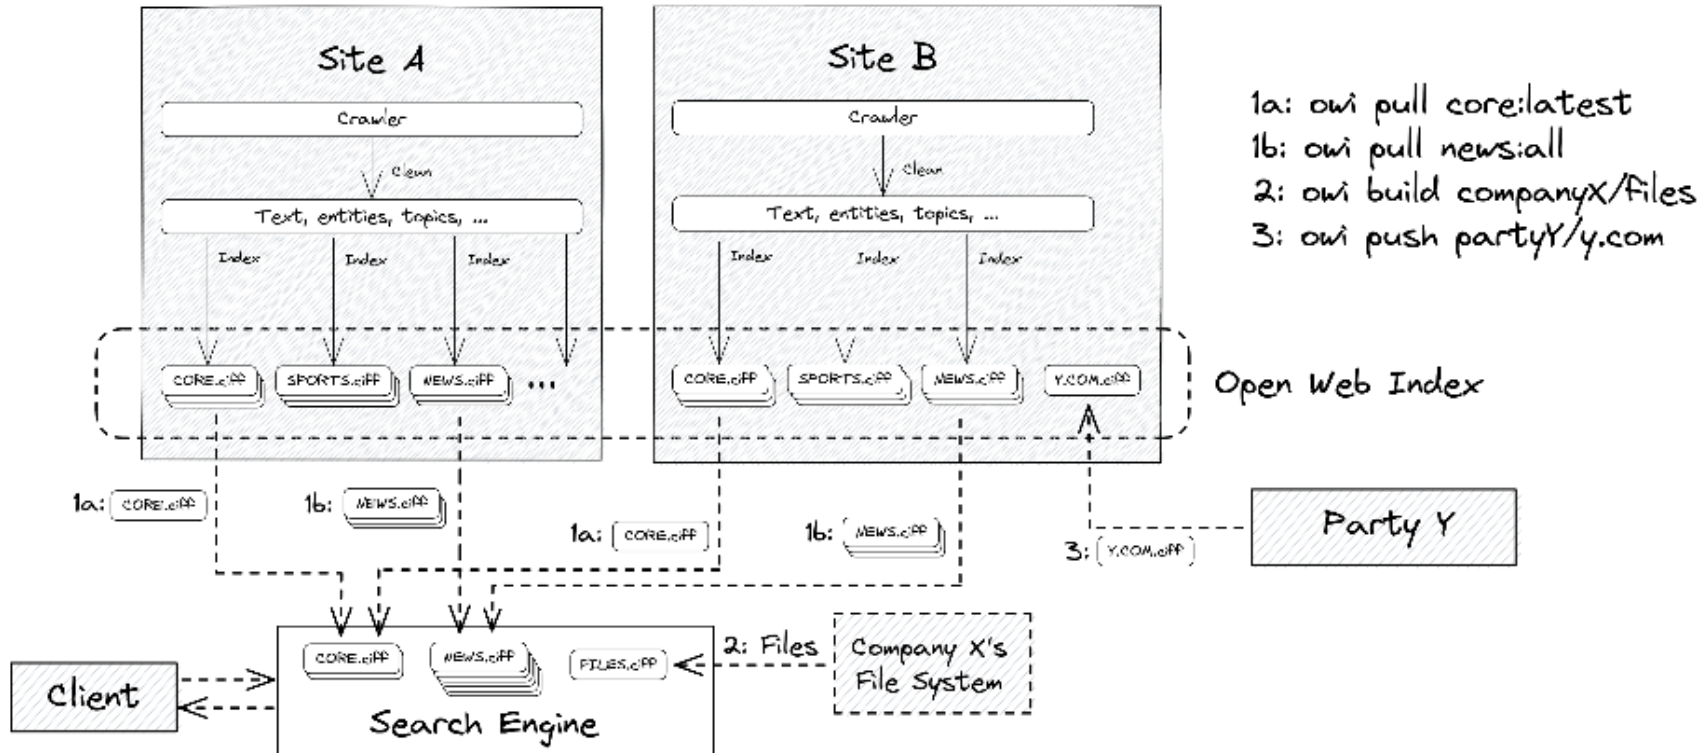 Site A
Crawler
Clean
Text, entities, topics, ...
Index
Index
Index
CORE.ciff
SPORTS.ciff
NEWS.ciff
...
Site B
Crawler
Clean
Text, entities, topics, ...
Index
Index
Index
CORE.ciff
SPORTS.ciff
NEWS.ciff
Y.COM.ciff
1a: owi pull core:latest
1b: owi pull news:all
2: owi build companyX/files
3: owi push partyY/y.com
Open Web Index
1a: CORE.ciff
1b: NEWS.ciff
1a: CORE.ciff
1b: NEWS.ciff
3: Y.COM.ciff
Party Y
CORE.ciff
NEWS.ciff
FILES.ciff
Search Engine
2: Files
Company X's
File System
Client